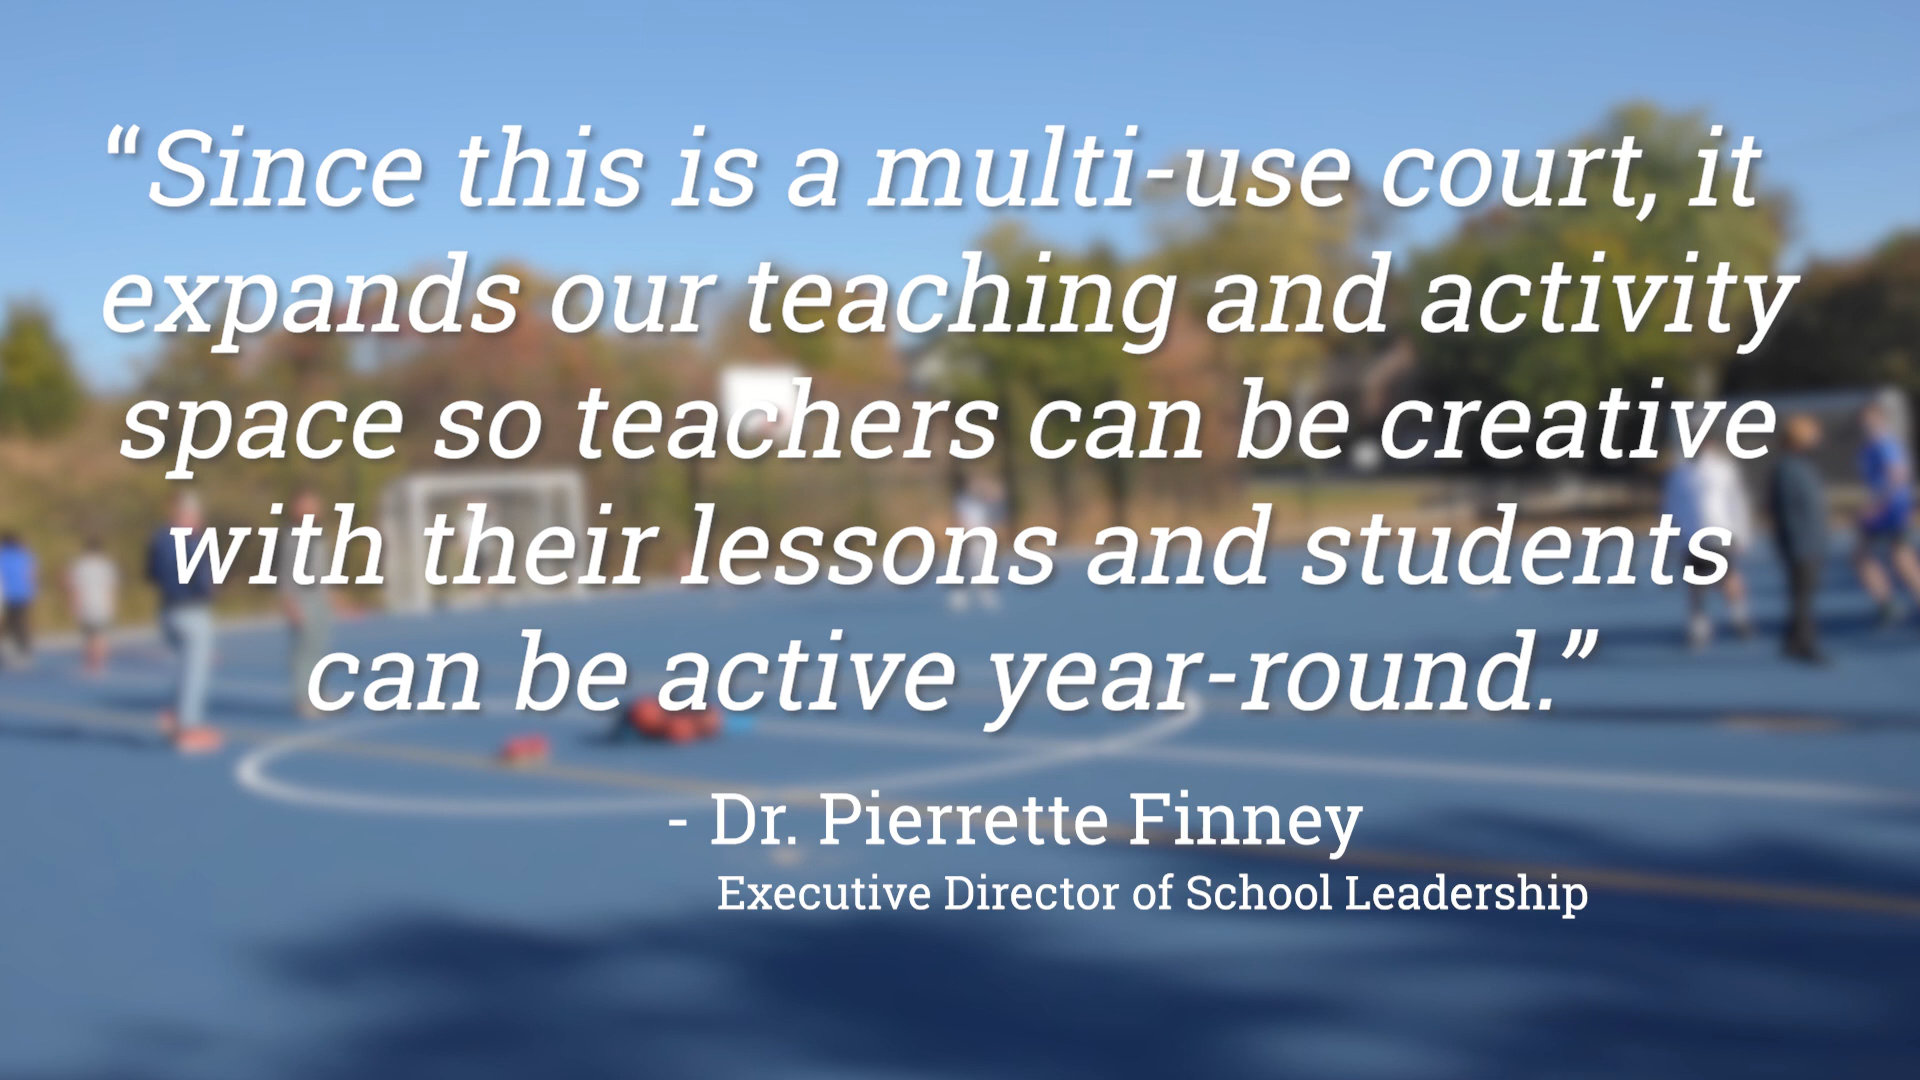 “Since this is a multi-use court, it
expands our teaching and activity
space so teachers can be creative
with their lessons and students
can be active year-round.”
- Dr. Pierrette Finney
Executive Director of School Leadership